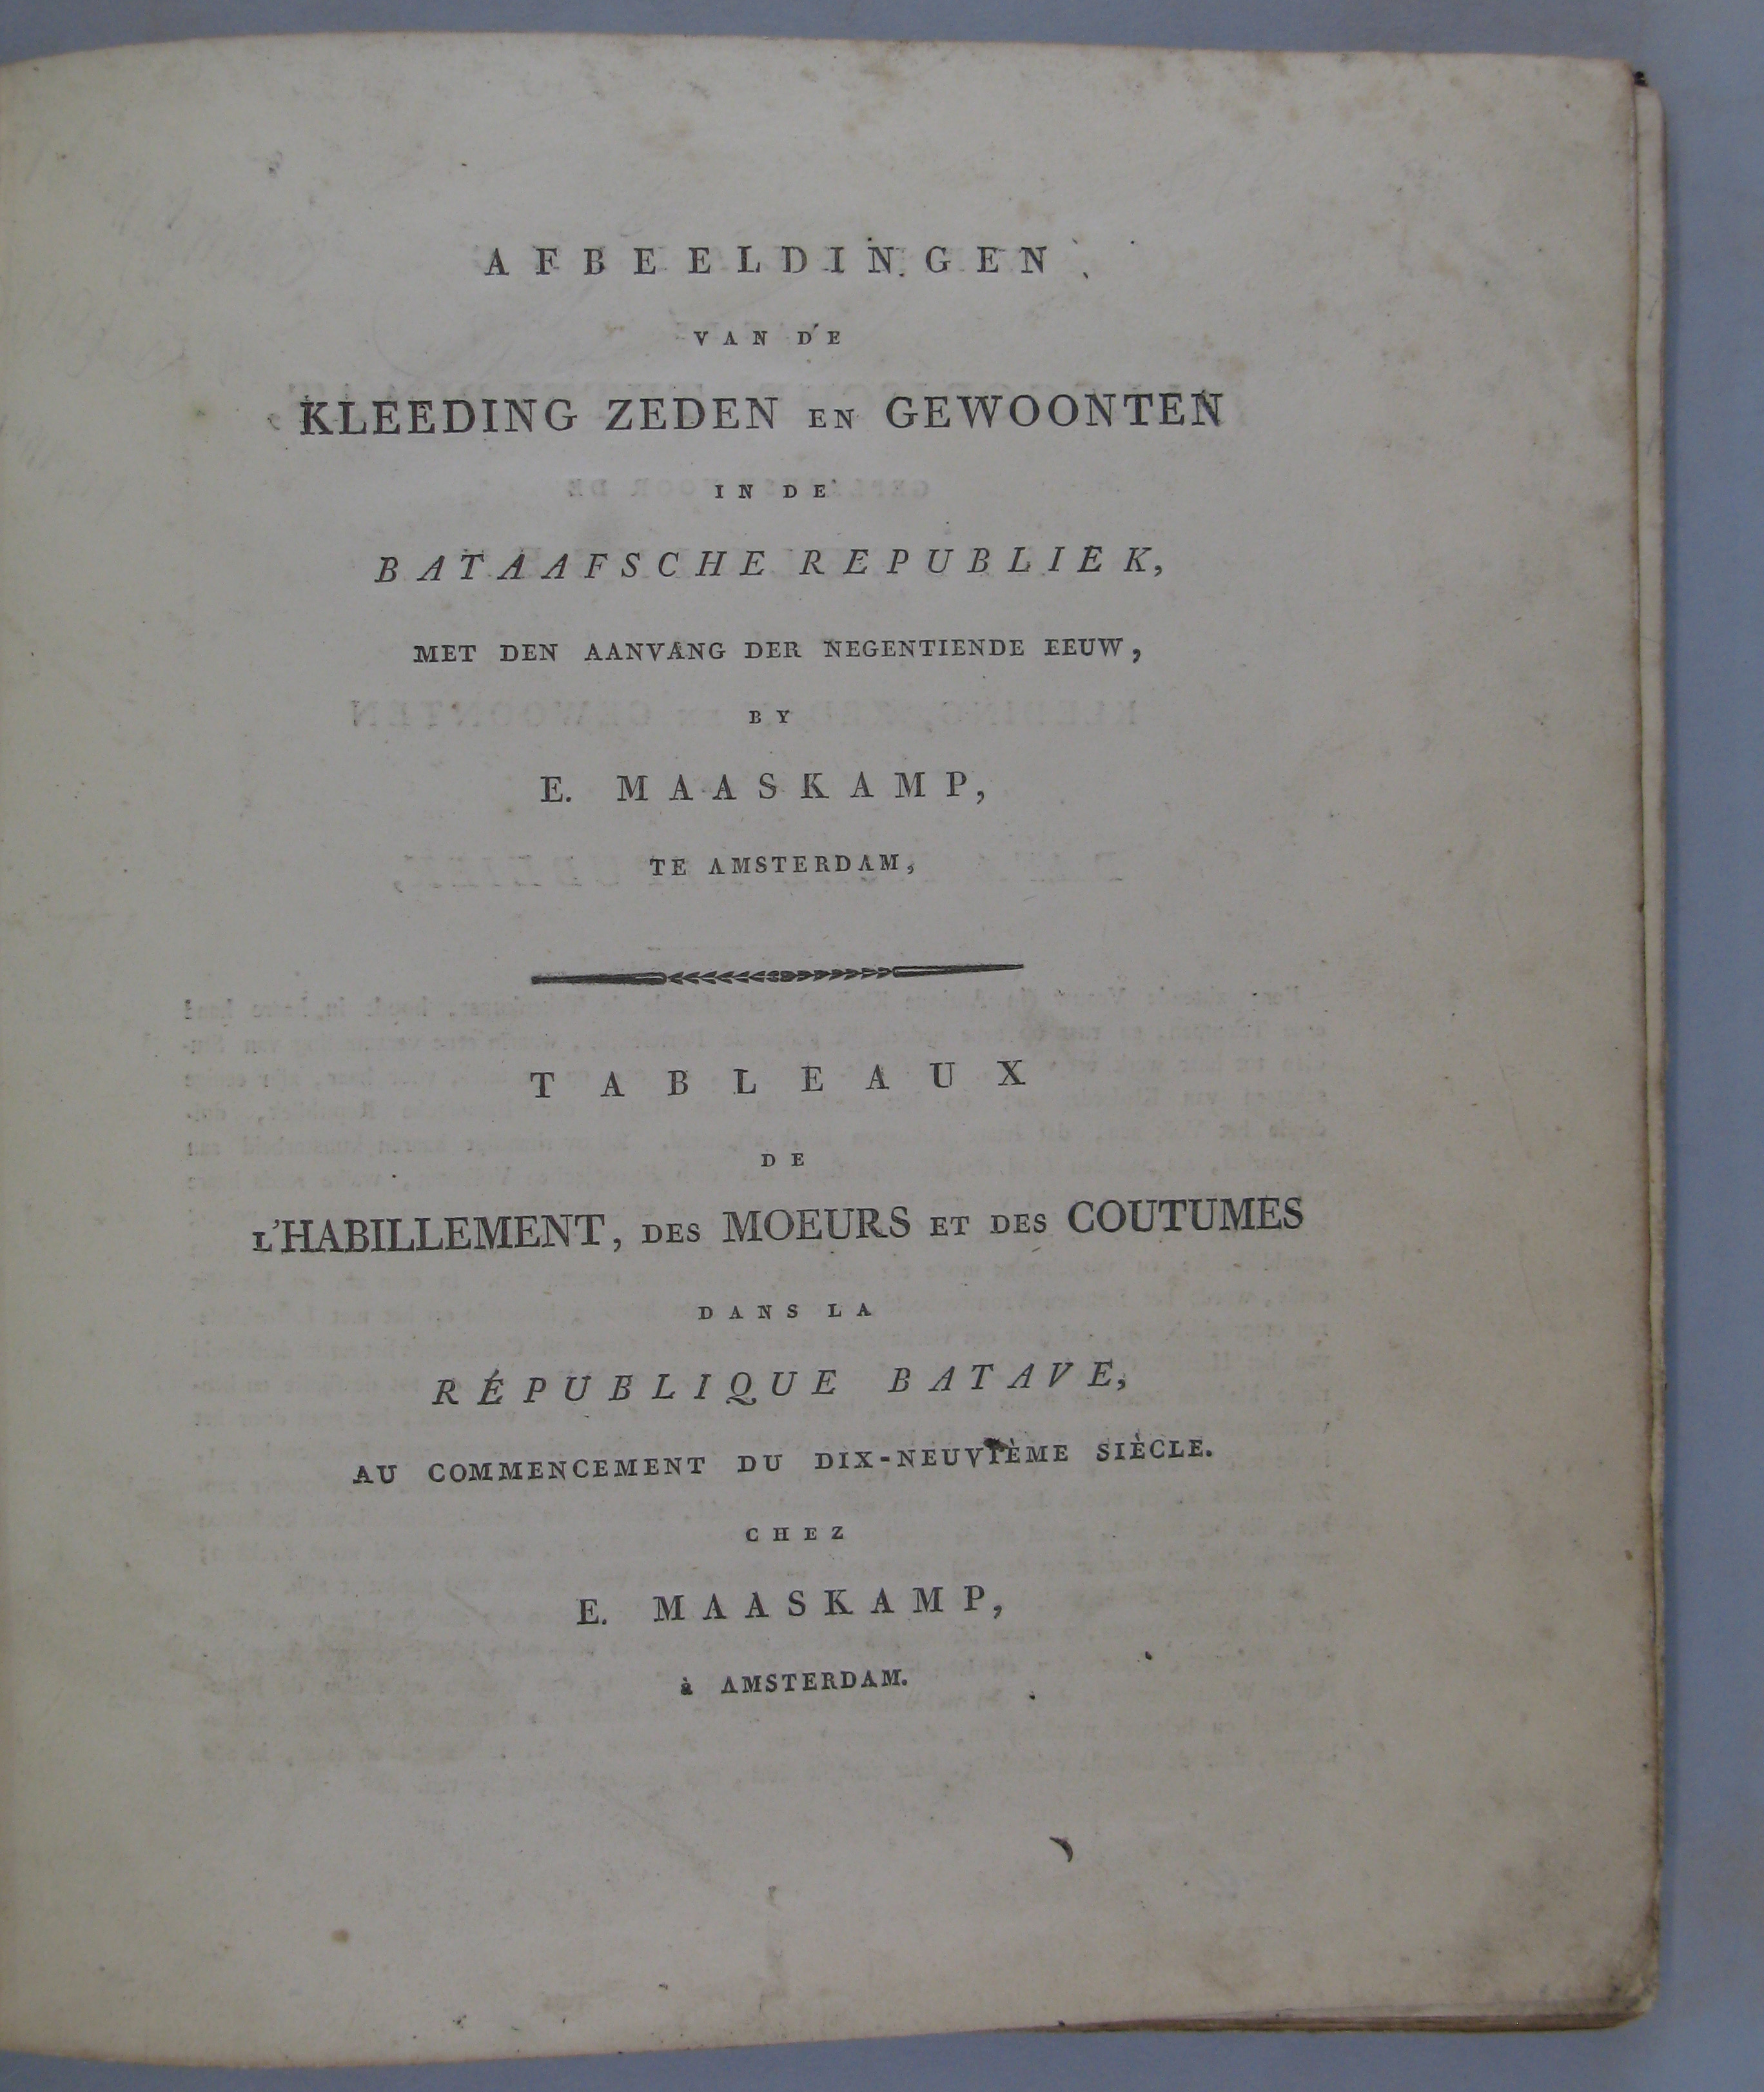 AFBEELDINGEN
VAN DE
KLEEDING ZEDEN EN GEWOONTEN
IN DE
BATAAFSCHE REPUBLIEK,
MET DEN AANVANG DER NEGENTIENDE EEUW,
BY
E. MAASKAMP,
TE AMSTERDAM,
TABLEAUX
DE
L'HABILLEMENT, DES MOEURS ET DES COUTUMES
DANS LA
RÉPUBLIQUE BATAVE,
AU COMMENCEMENT DU DIX-NEUVIÈME SIÈCLE.
CHEZ
E. MAASKAMP,
à AMSTERDAM.